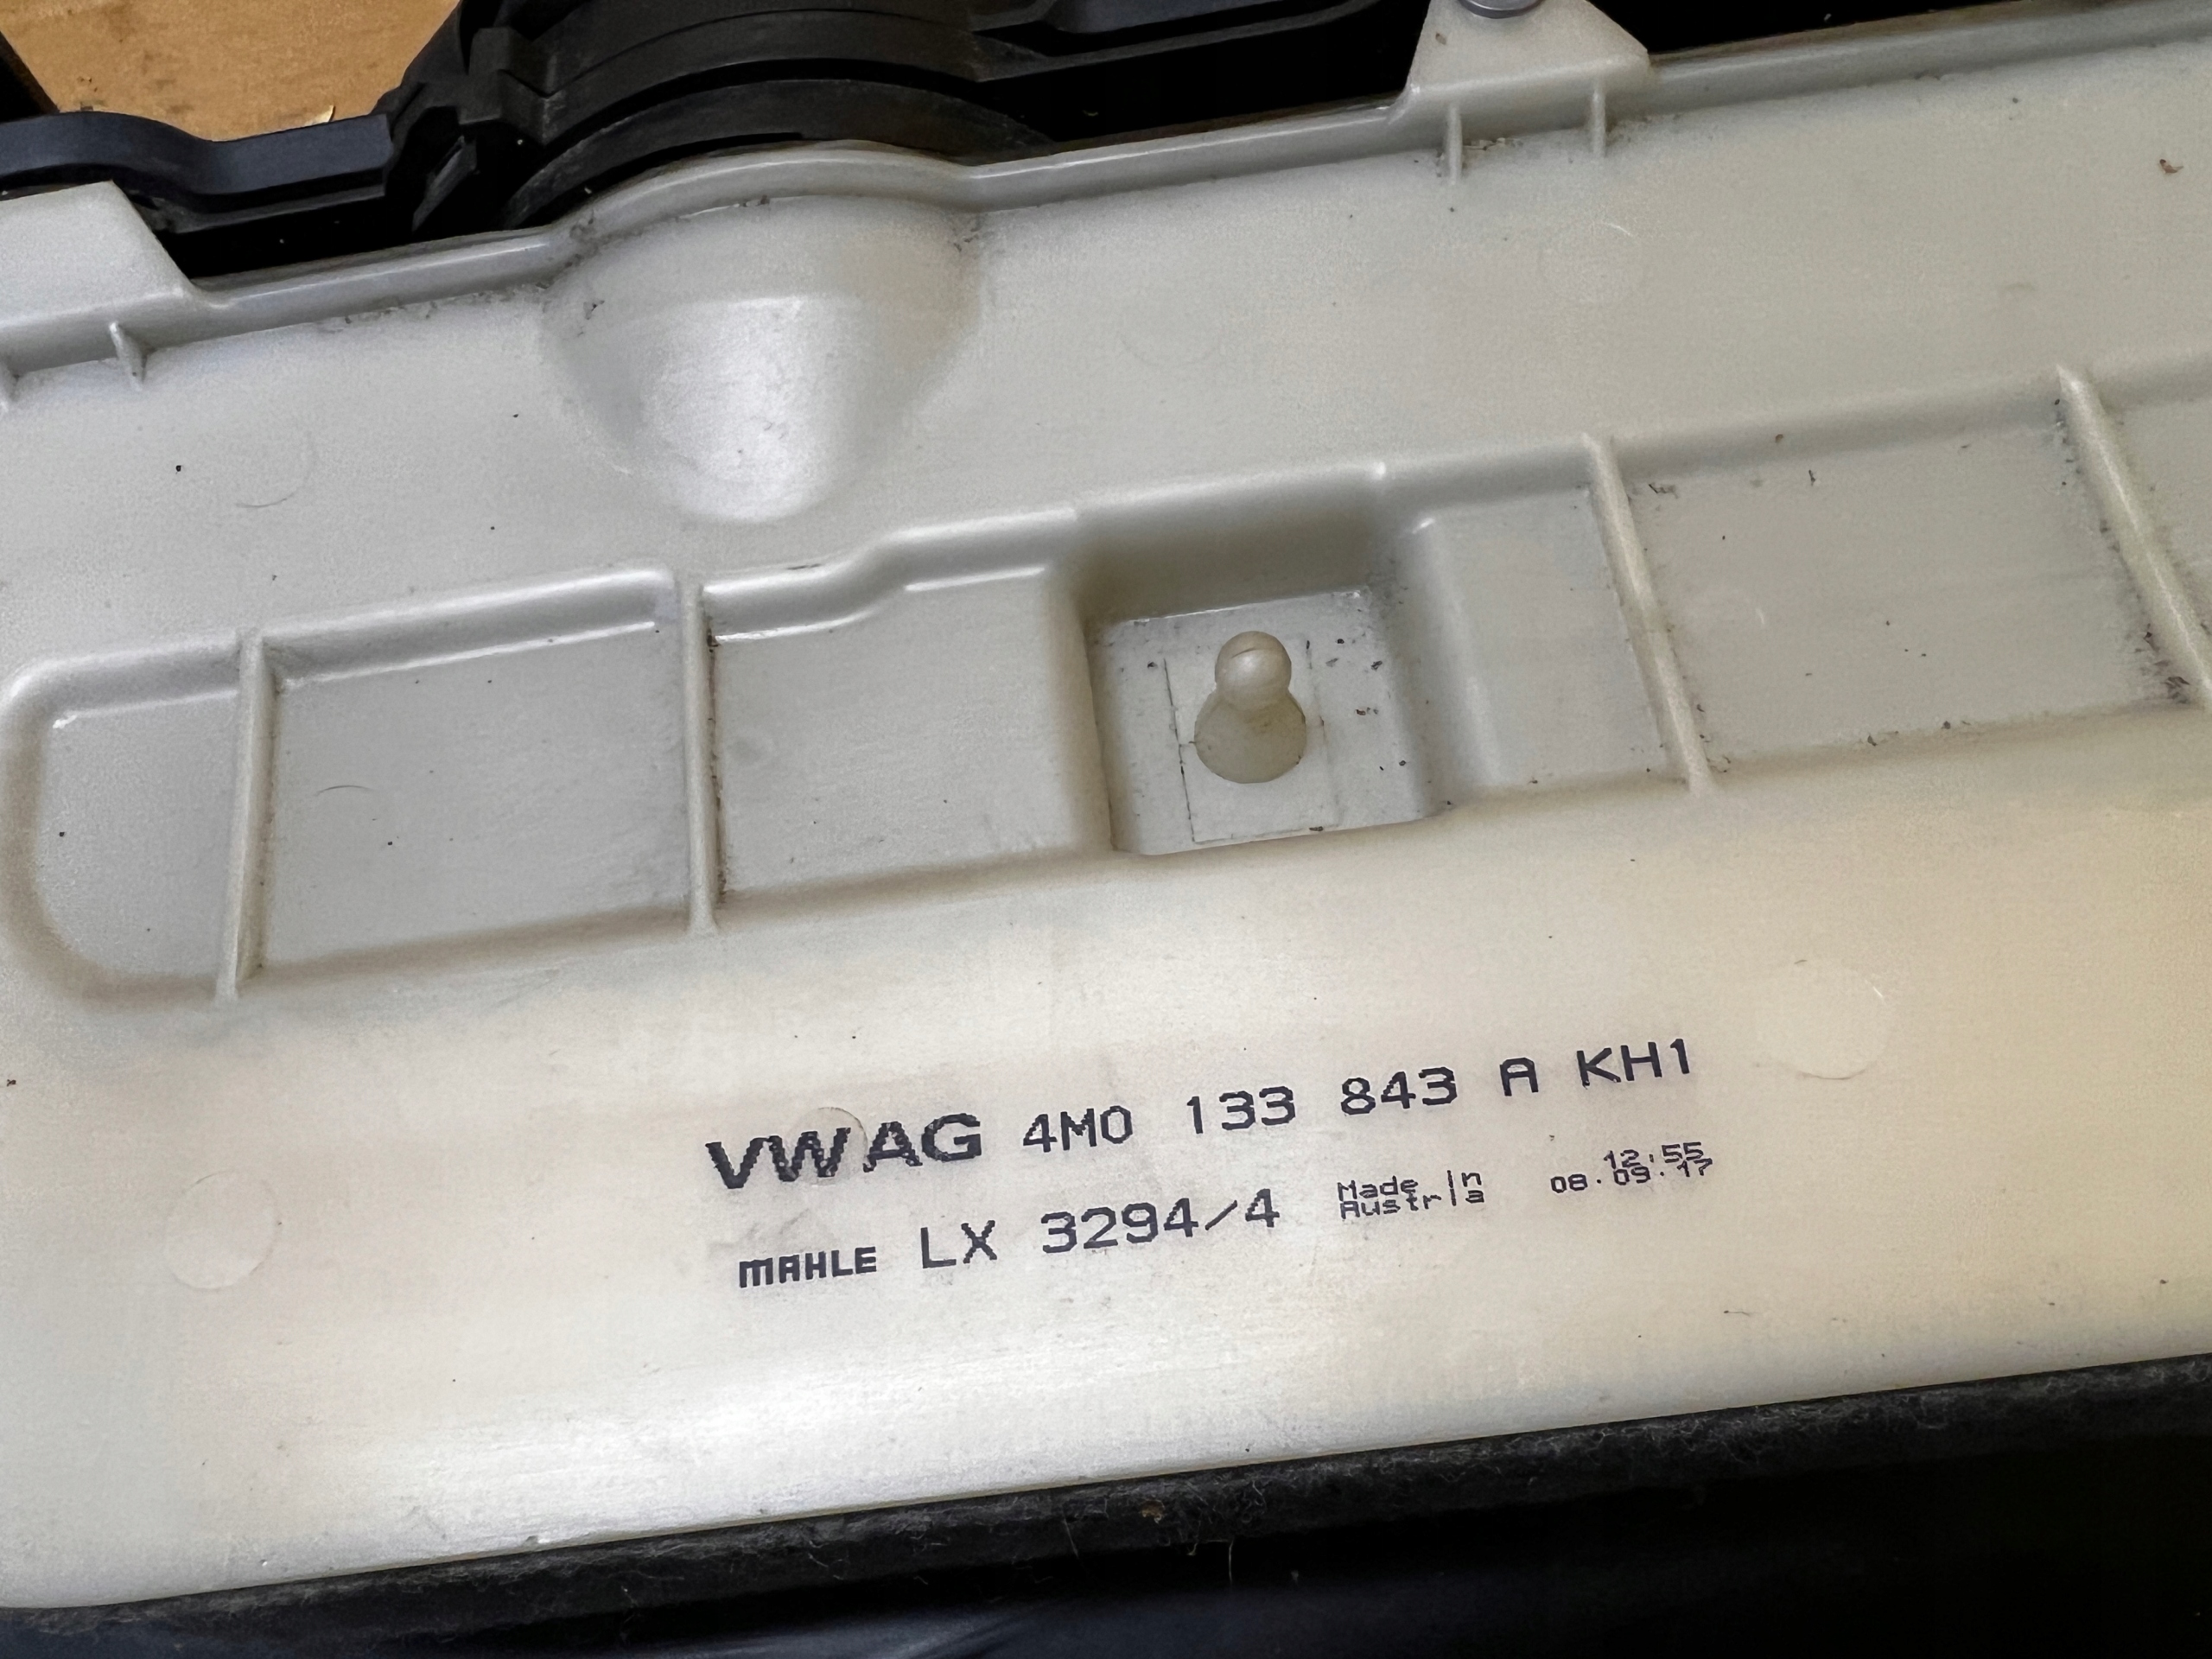 VWAG 4M0 133 843 A KH1
MAHLE LX 3294/4 Made in Austria 12:55 08.09.17